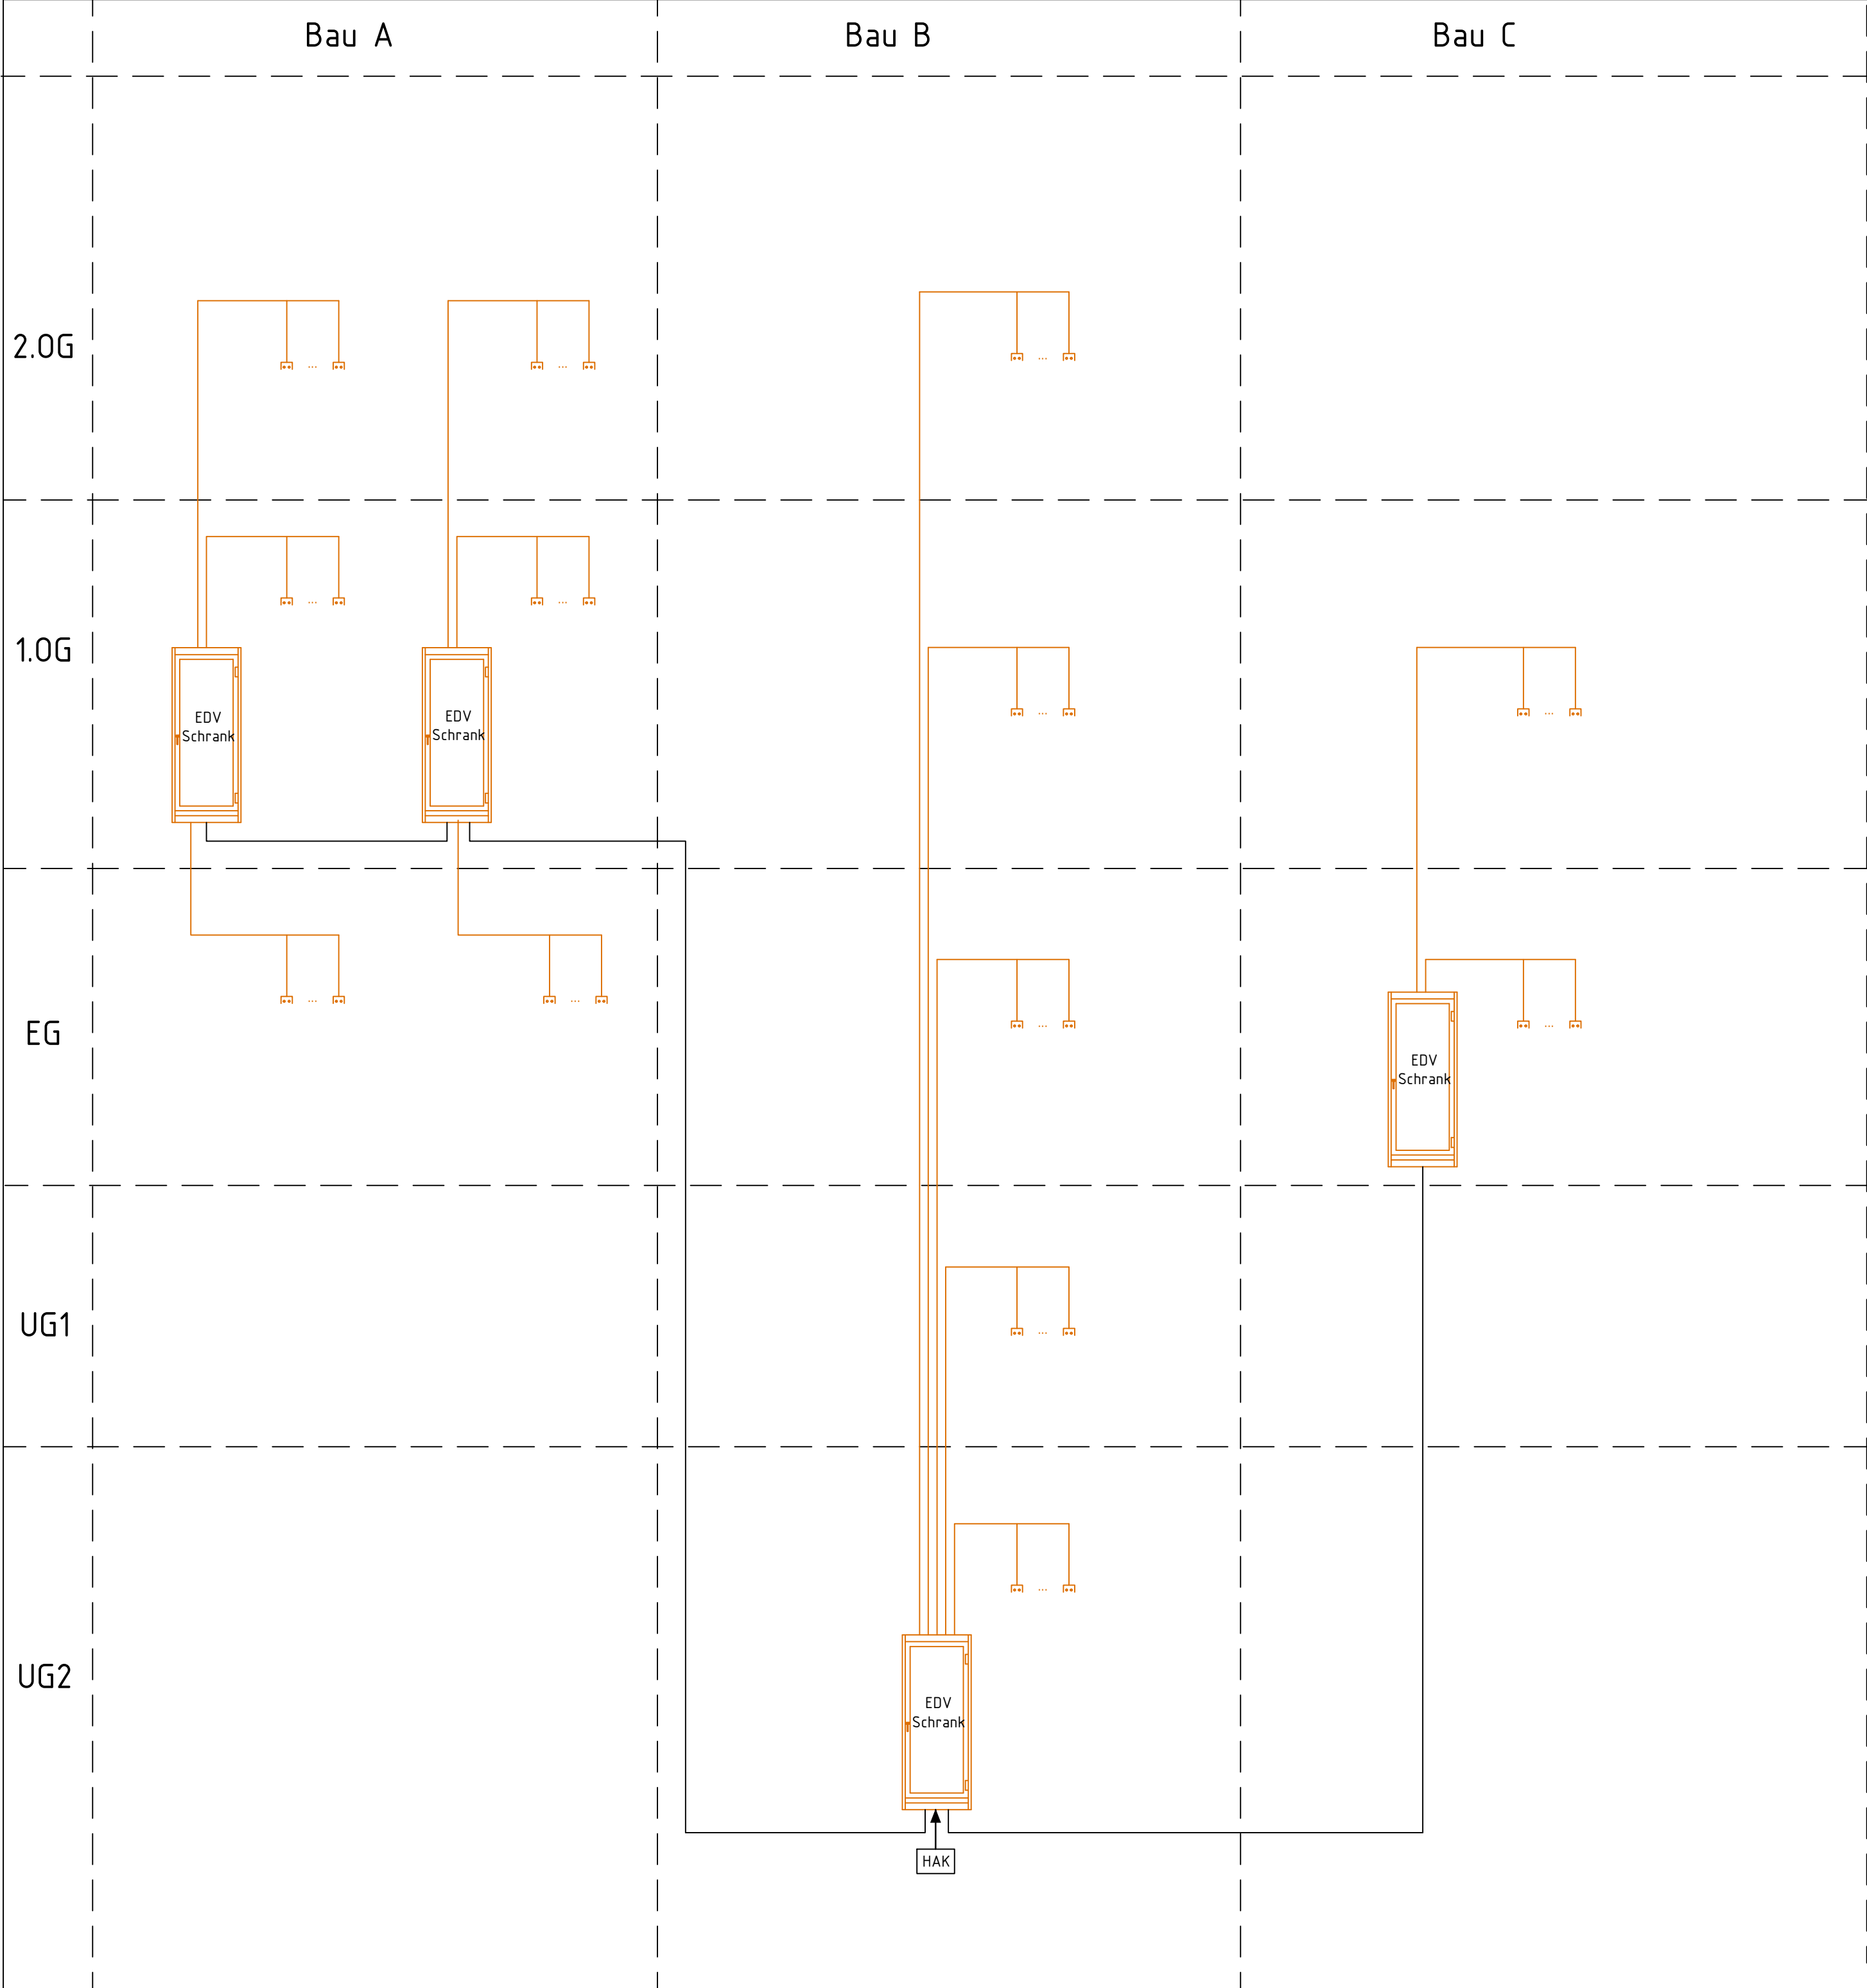 Bau A
Bau B
Bau C
2.OG
1.OG
EDV
Schrank
EDV
Schrank
EG
EDV
Schrank
UG1
UG2
EDV
Schrank
HAK